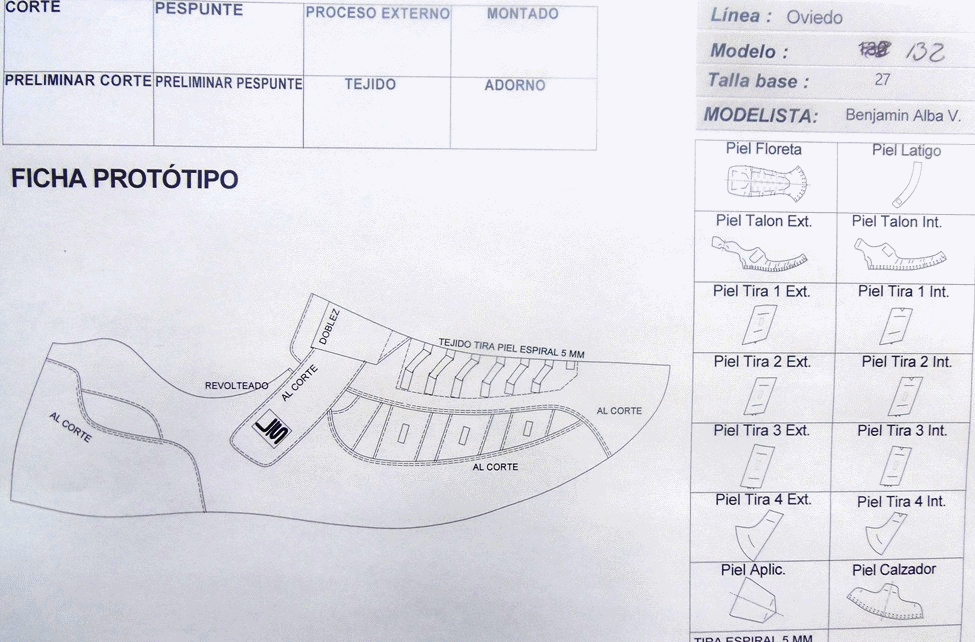 CORTE PESPUNTE PROCESO EXTERNO MONTADO
PRELIMINAR CORTE PRELIMINAR PESPUNTE TEJIDO ADORNO
FICHA PROTÓTIPO
Línea : Oviedo
Modelo : 132
Talla base : 27
MODELISTA: Benjamin Alba V.
DOBLEZ
TEJIDO TIRA PIEL ESPIRAL 5 MM
REVOLTEADO
AL CORTE
AL CORTE
AL CORTE
AL CORTE
Piel Floreta Piel Latigo
Piel Talon Ext. Piel Talon Int.
Piel Tira 1 Ext. Piel Tira 1 Int.
Piel Tira 2 Ext. Piel Tira 2 Int.
Piel Tira 3 Ext. Piel Tira 3 Int.
Piel Tira 4 Ext. Piel Tira 4 Int.
Piel Aplic. Piel Calzador
TIRA ESPIRAL 5 MM